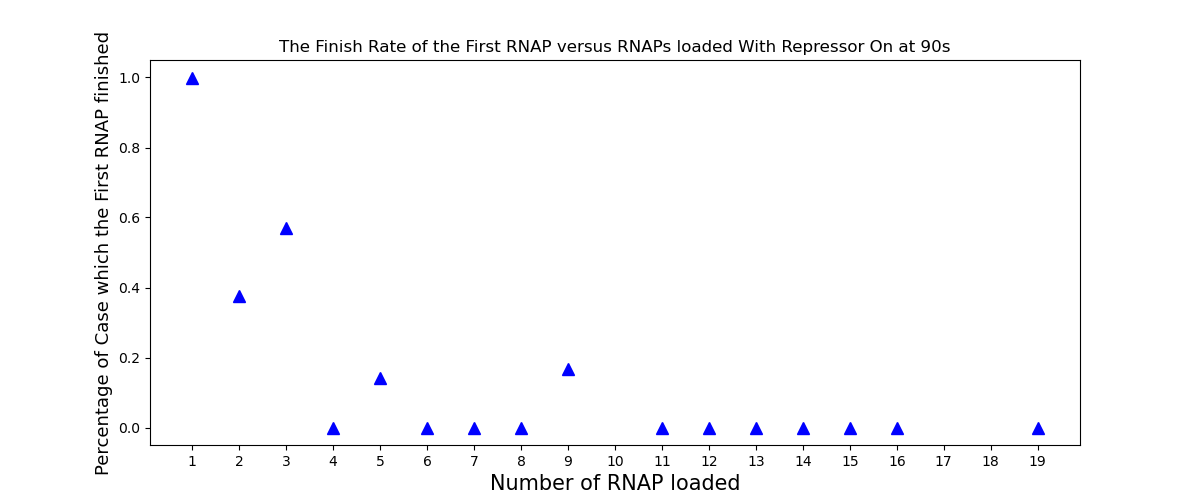 The Finish Rate of the First RNAP versus RNAPs loaded With Repressor On at 90s
Percentage of Case which the First RNAP finished
1.0
0.8
0.6
0.4
0.2
0.0
1 2 3 4 5 6 7 8 9 10 11 12 13 14 15 16 17 18 19
Number of RNAP loaded